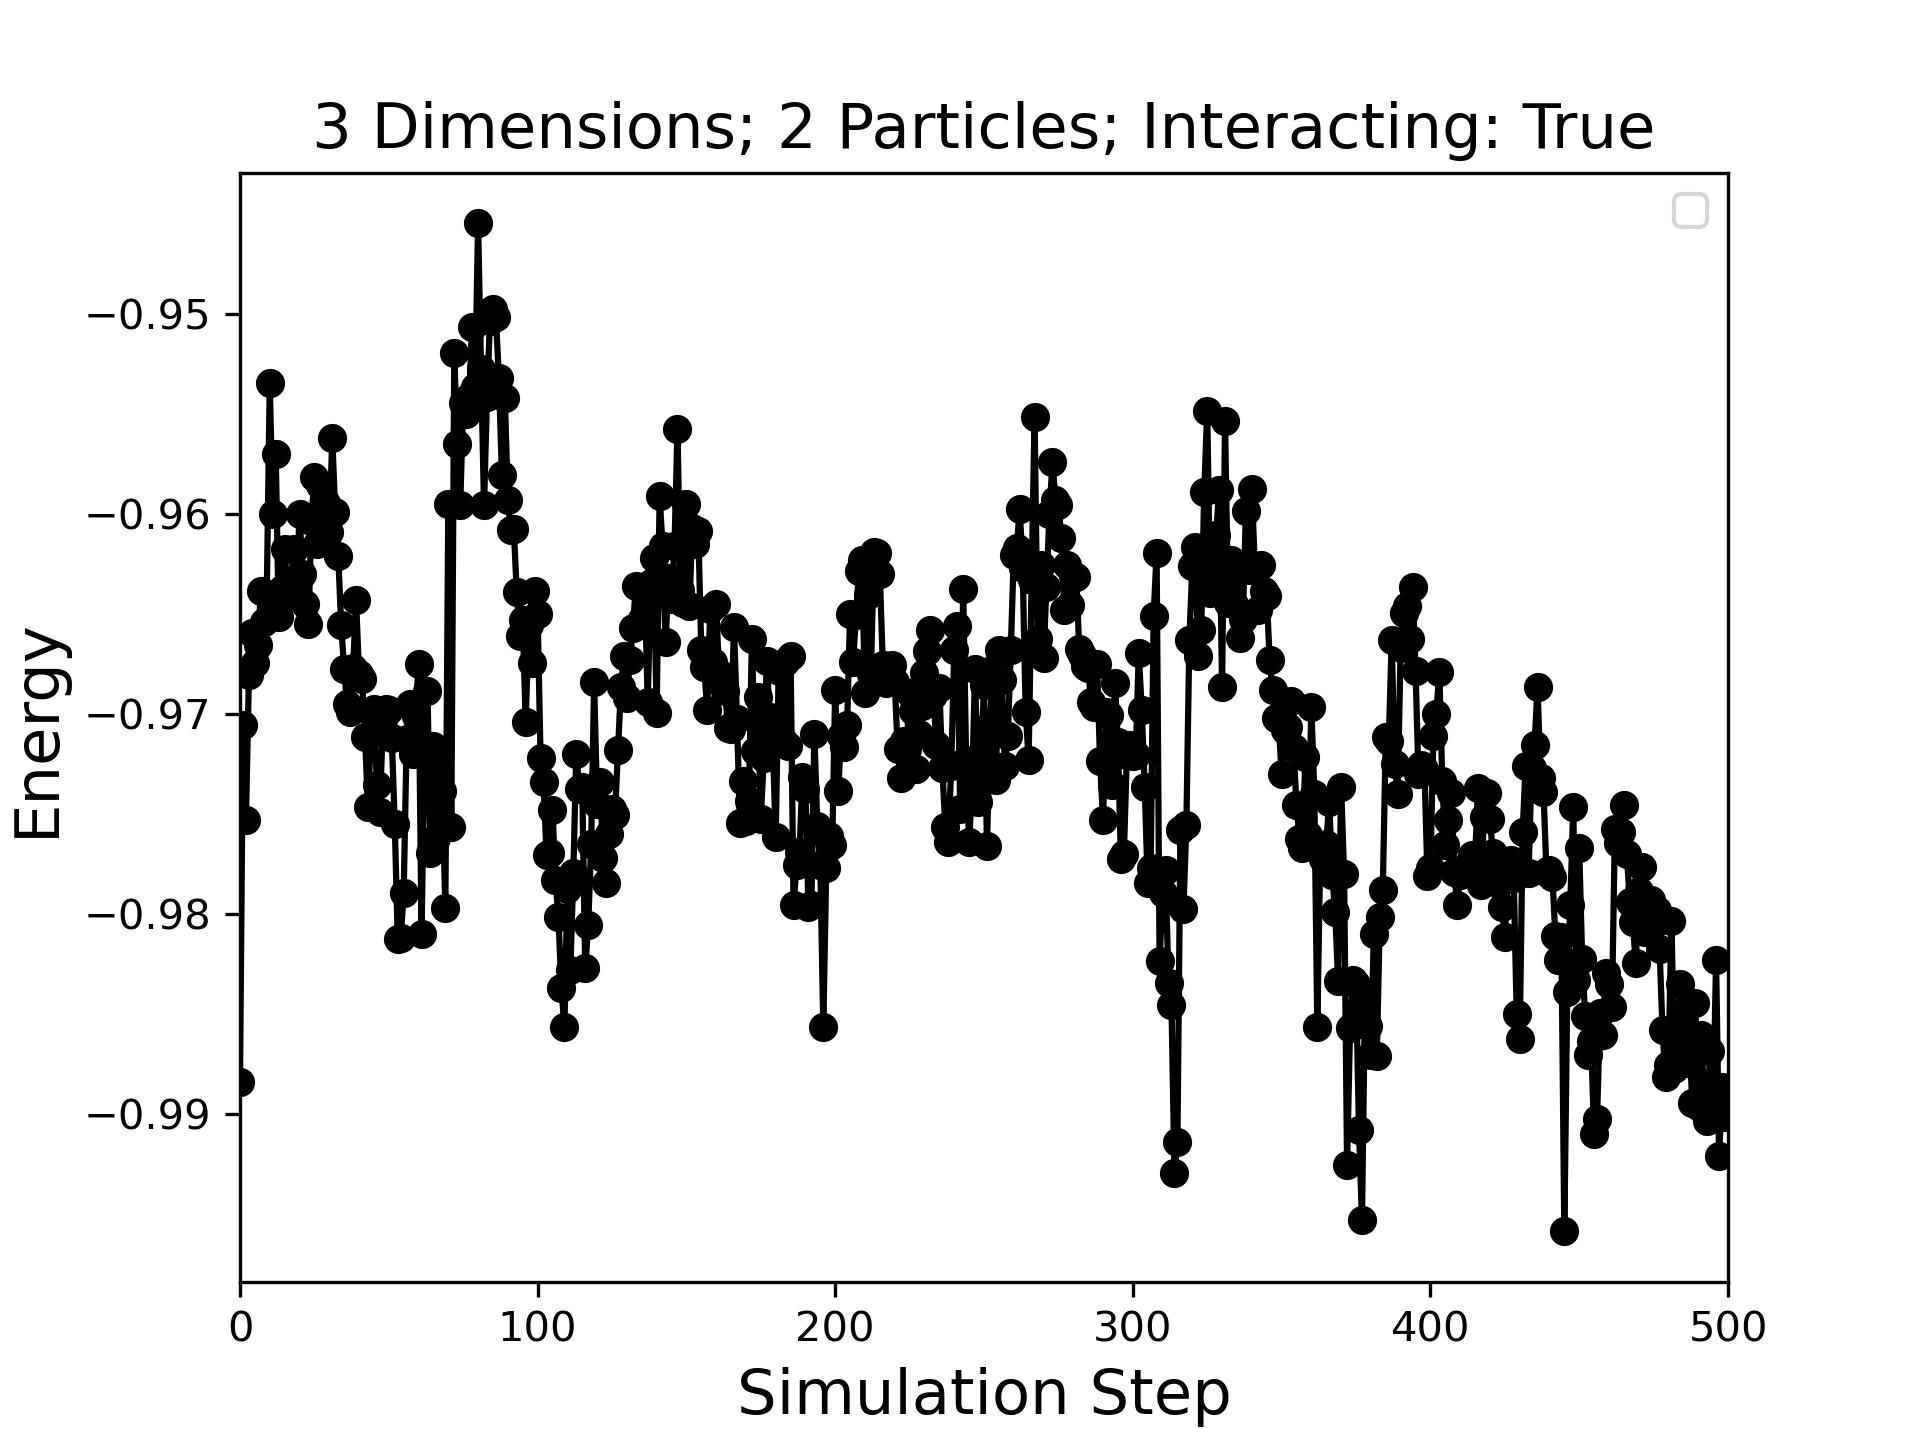 3 Dimensions; 2 Particles; Interacting: True
Energy
−0.95
−0.96
−0.97
−0.98
−0.99
0 100 200 300 400 500
Simulation Step